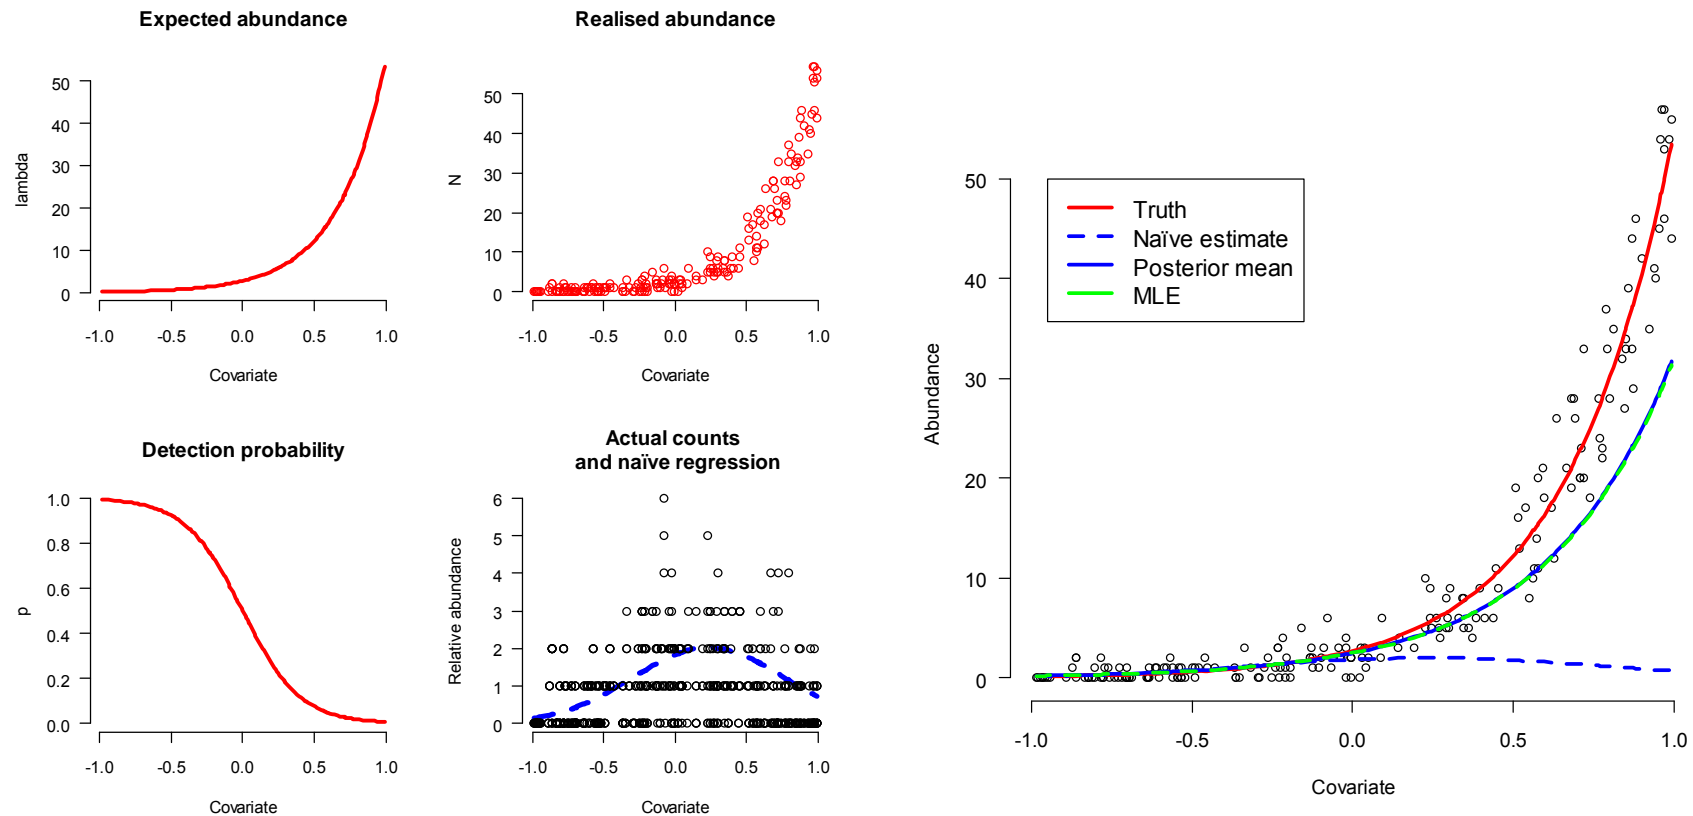 Expected abundance
lambda
50
40
30
20
10
0
-1.0 -0.5 0.0 0.5 1.0
Covariate
Realised abundance
N
50
40
30
20
10
0
-1.0 -0.5 0.0 0.5 1.0
Covariate
Detection probability
p
1.0
0.8
0.6
0.4
0.2
0.0
-1.0 -0.5 0.0 0.5 1.0
Covariate
Actual counts
and naïve regression
Relative abundance
6
5
4
3
2
1
0
-1.0 -0.5 0.0 0.5 1.0
Covariate
Abundance
50
40
30
20
10
0
Truth
Naïve estimate
Posterior mean
MLE
-1.0 -0.5 0.0 0.5 1.0
Covariate